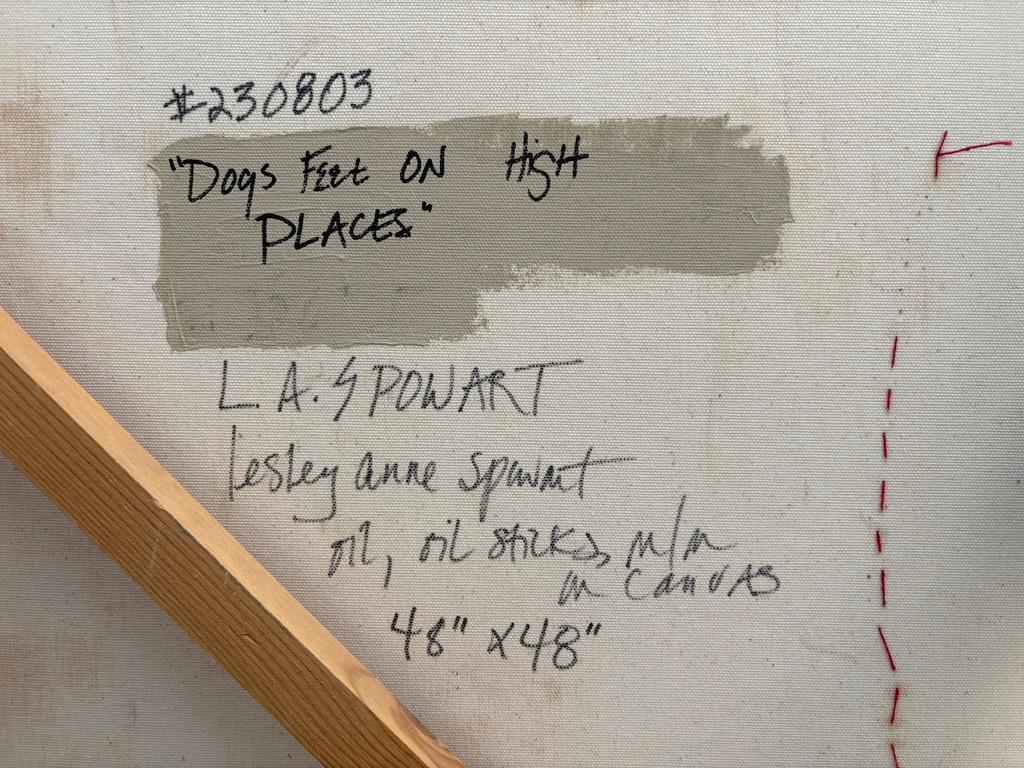 #230803
"Dogs Feet ON High
PLACES"
L.A. SPOWART
lesley anne spowart
oil, oil sticks, m/m
on CanVAS
48" x 48"